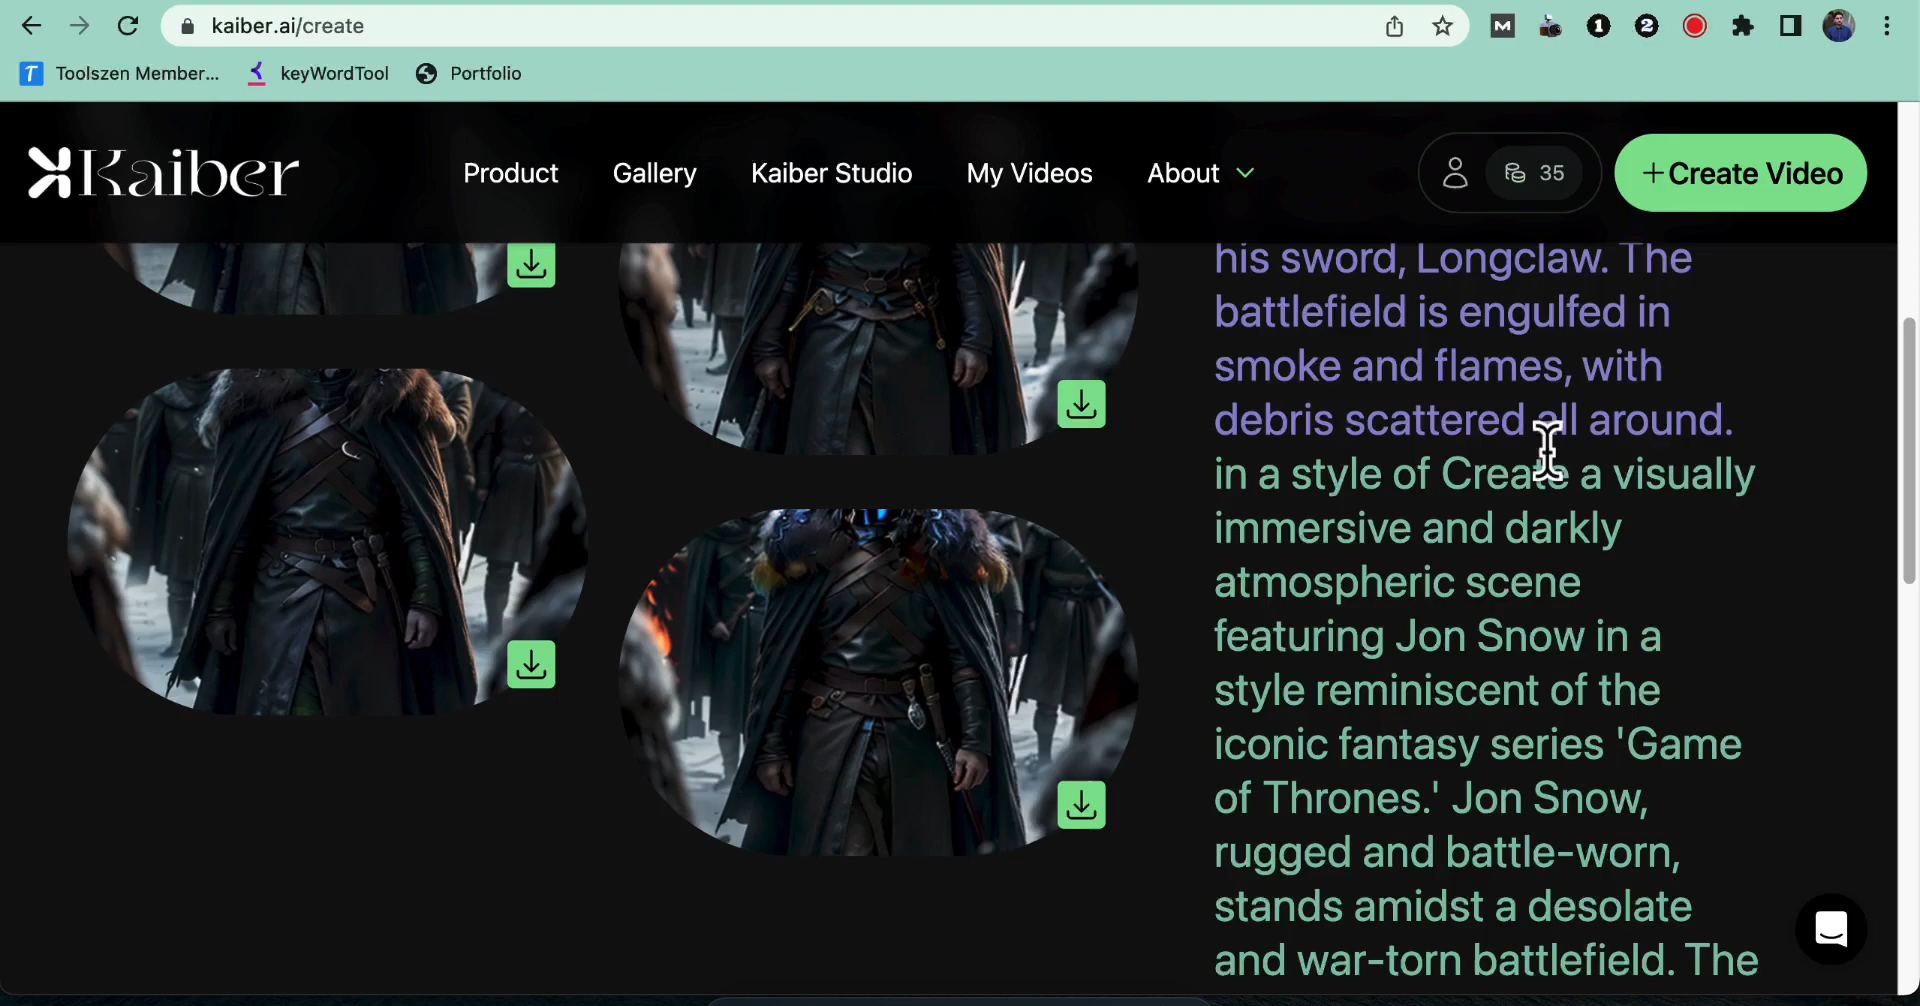 kaiber.ai/create
M
1
2
T
Toolszen Member...
keyWordTool
Portfolio
Kaiber
Product
Gallery
Kaiber Studio
My Videos
About
35
+Create Video
his sword, Longclaw. The
battlefield is engulfed in
smoke and flames, with
debris scattered all around.
in a style of Create a visually
immersive and darkly
atmospheric scene
featuring Jon Snow in a
style reminiscent of the
iconic fantasy series 'Game
of Thrones.' Jon Snow,
rugged and battle-worn,
stands amidst a desolate
and war-torn battlefield. The